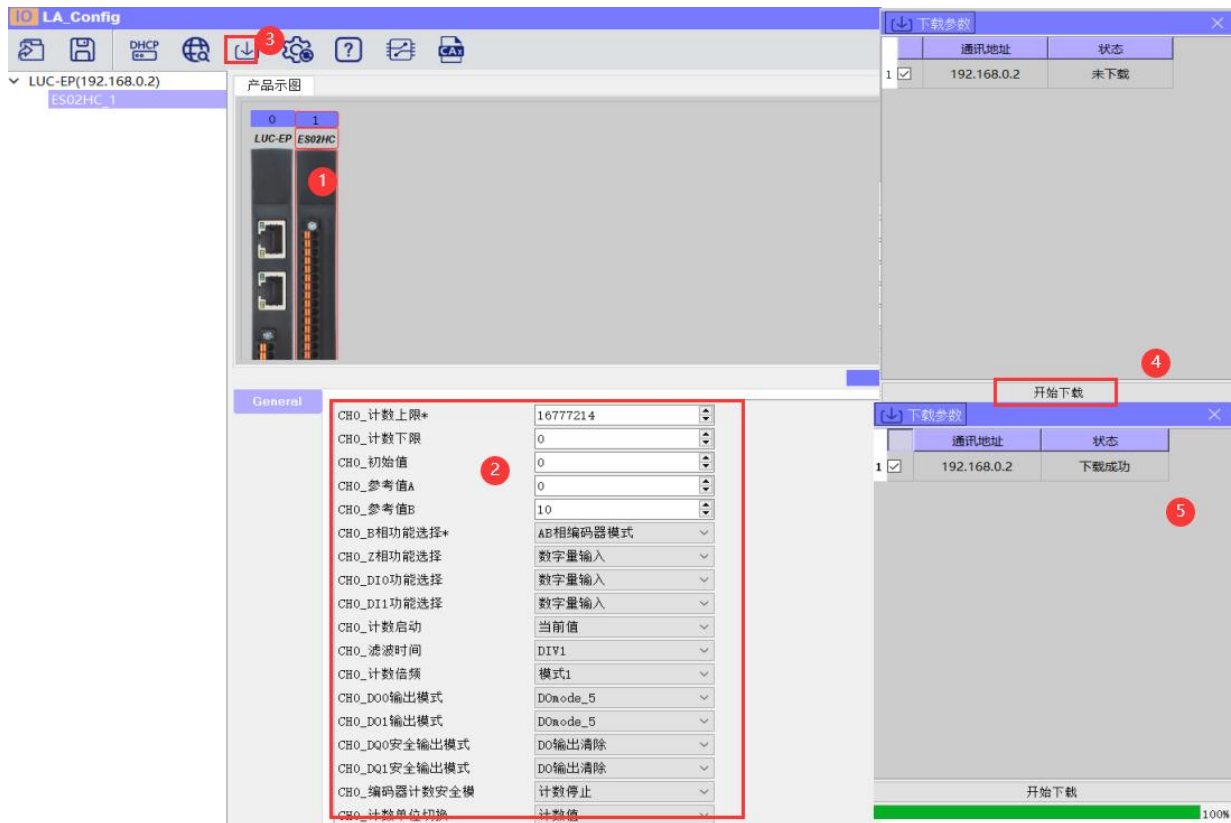 IO LA_Config
DHCP
3
?
CAx
LUC-EP(192.168.0.2)
ES02HC_1
产品示图
0 1
LUC-EP ES02HC
1
General
2
CH0_计数上限* 16777214
CH0_计数下限 0
CH0_初始值 0
CH0_参考值A 0
CH0_参考值B 10
CH0_B相功能选择* AB相编码器模式
CH0_Z相功能选择 数字量输入
CH0_DI0功能选择 数字量输入
CH0_DI1功能选择 数字量输入
CH0_计数启动 当前值
CH0_滤波时间 DIV1
CH0_计数倍频 模式1
CH0_DO0输出模式 DOmode_5
CH0_DO1输出模式 DOmode_5
CH0_DQ0安全输出模式 DO输出清除
CH0_DQ1安全输出模式 DO输出清除
CH0_编码器计数安全模 计数停止
CH0_计数单位切换 计数值
下载参数
通讯地址 状态
1 192.168.0.2 未下载
4
开始下载
下载参数
通讯地址 状态
1 192.168.0.2 下载成功
5
开始下载
100%